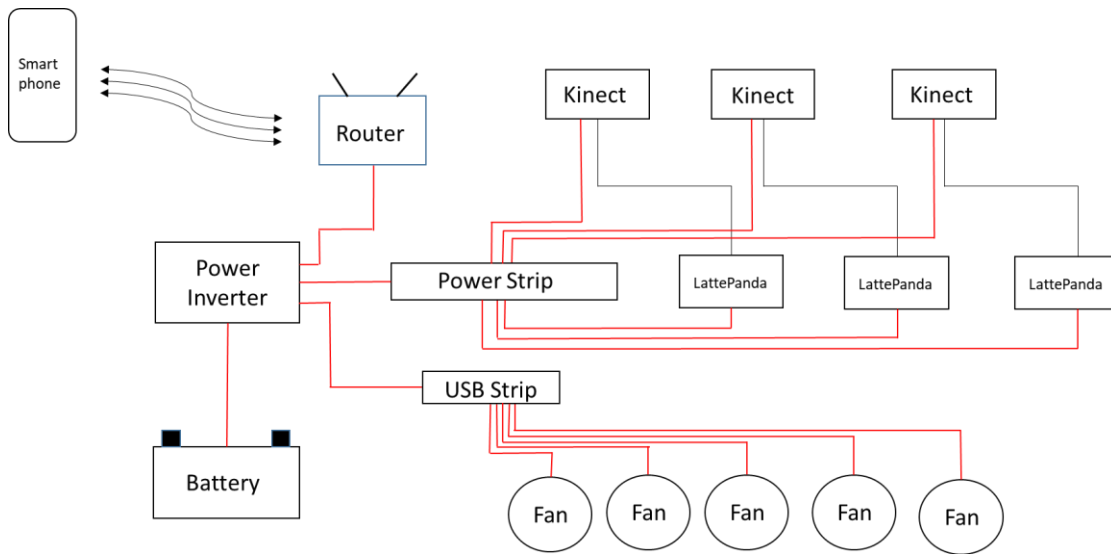 Smart
phone
Router
Kinect
Kinect
Kinect
Power
Inverter
Power Strip
LattePanda
LattePanda
LattePanda
USB Strip
Battery
Fan
Fan
Fan
Fan
Fan